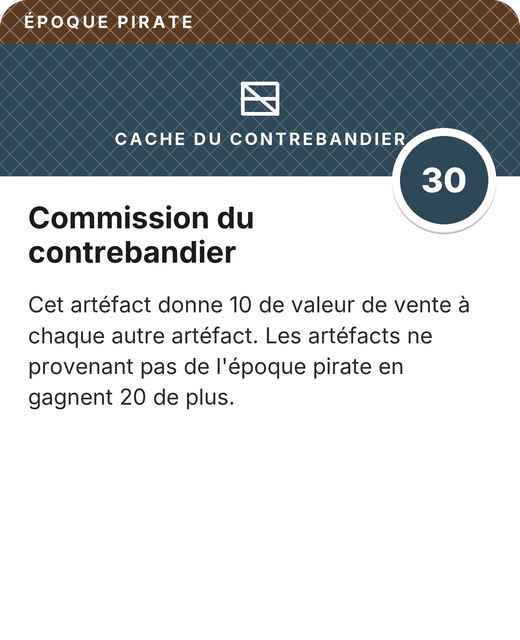 ÉPOQUE PIRATE
CACHE DU CONTREBANDIER
30
Commission du
contrebandier
Cet artéfact donne 10 de valeur de vente à
chaque autre artéfact. Les artéfacts ne
provenant pas de l'époque pirate en
gagnent 20 de plus.